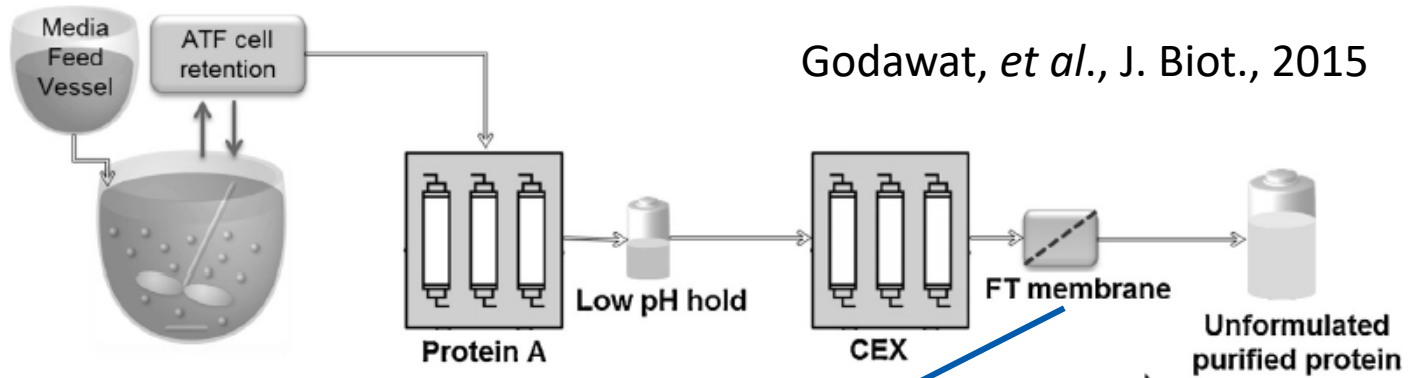 Media
Feed
Vessel
ATF cell
retention
Godawat, et al., J. Biot., 2015
Protein A
Low pH hold
CEX
FT membrane
Unformulated
purified protein